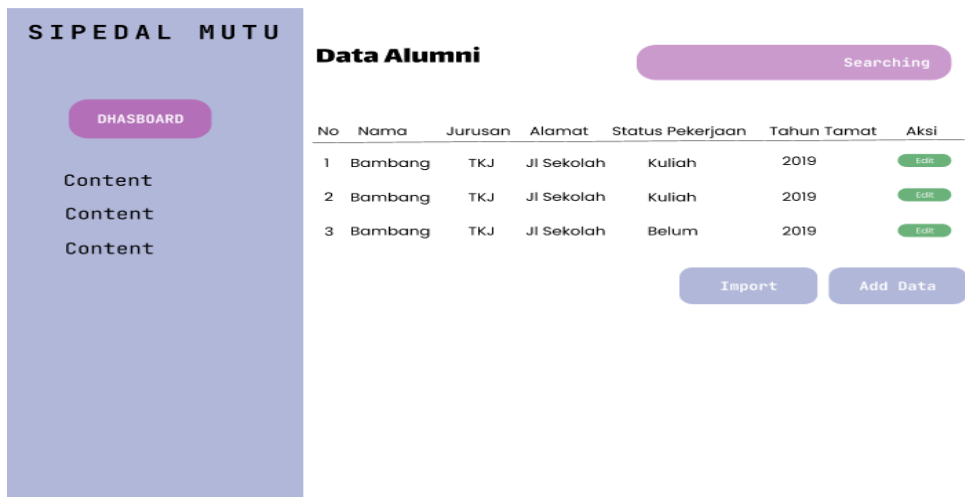 SIPEDAL MUTU
DHASBOARD
Content
Content
Content
Data Alumni
Searching
No Nama Jurusan Alamat Status Pekerjaan Tahun Tamat Aksi
1 Bambang TKJ Jl Sekolah Kuliah 2019 Edit
2 Bambang TKJ Jl Sekolah Kuliah 2019 Edit
3 Bambang TKJ Jl Sekolah Belum 2019 Edit
Import Add Data